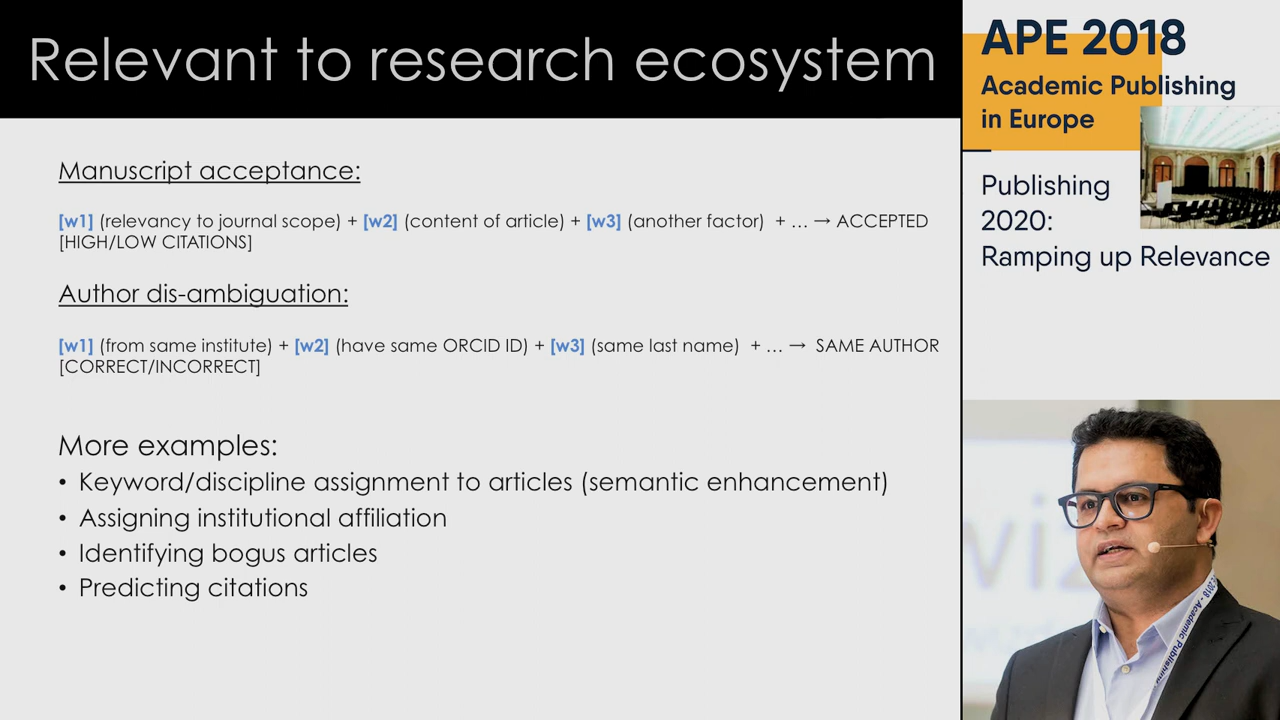 Relevant to research ecosystem
Manuscript acceptance:
[w1] (relevancy to journal scope) + [w2] (content of article) + [w3] (another factor) + ... → ACCEPTED
[HIGH/LOW CITATIONS]
Author dis-ambiguation:
[w1] (from same institute) + [w2] (have same ORCID ID) + [w3] (same last name) + ... → SAME AUTHOR
[CORRECT/INCORRECT]
More examples:
• Keyword/discipline assignment to articles (semantic enhancement)
• Assigning institutional affiliation
• Identifying bogus articles
• Predicting citations
APE 2018
Academic Publishing
in Europe
Publishing
2020:
Ramping up Relevance
2018 - Academic Publishing